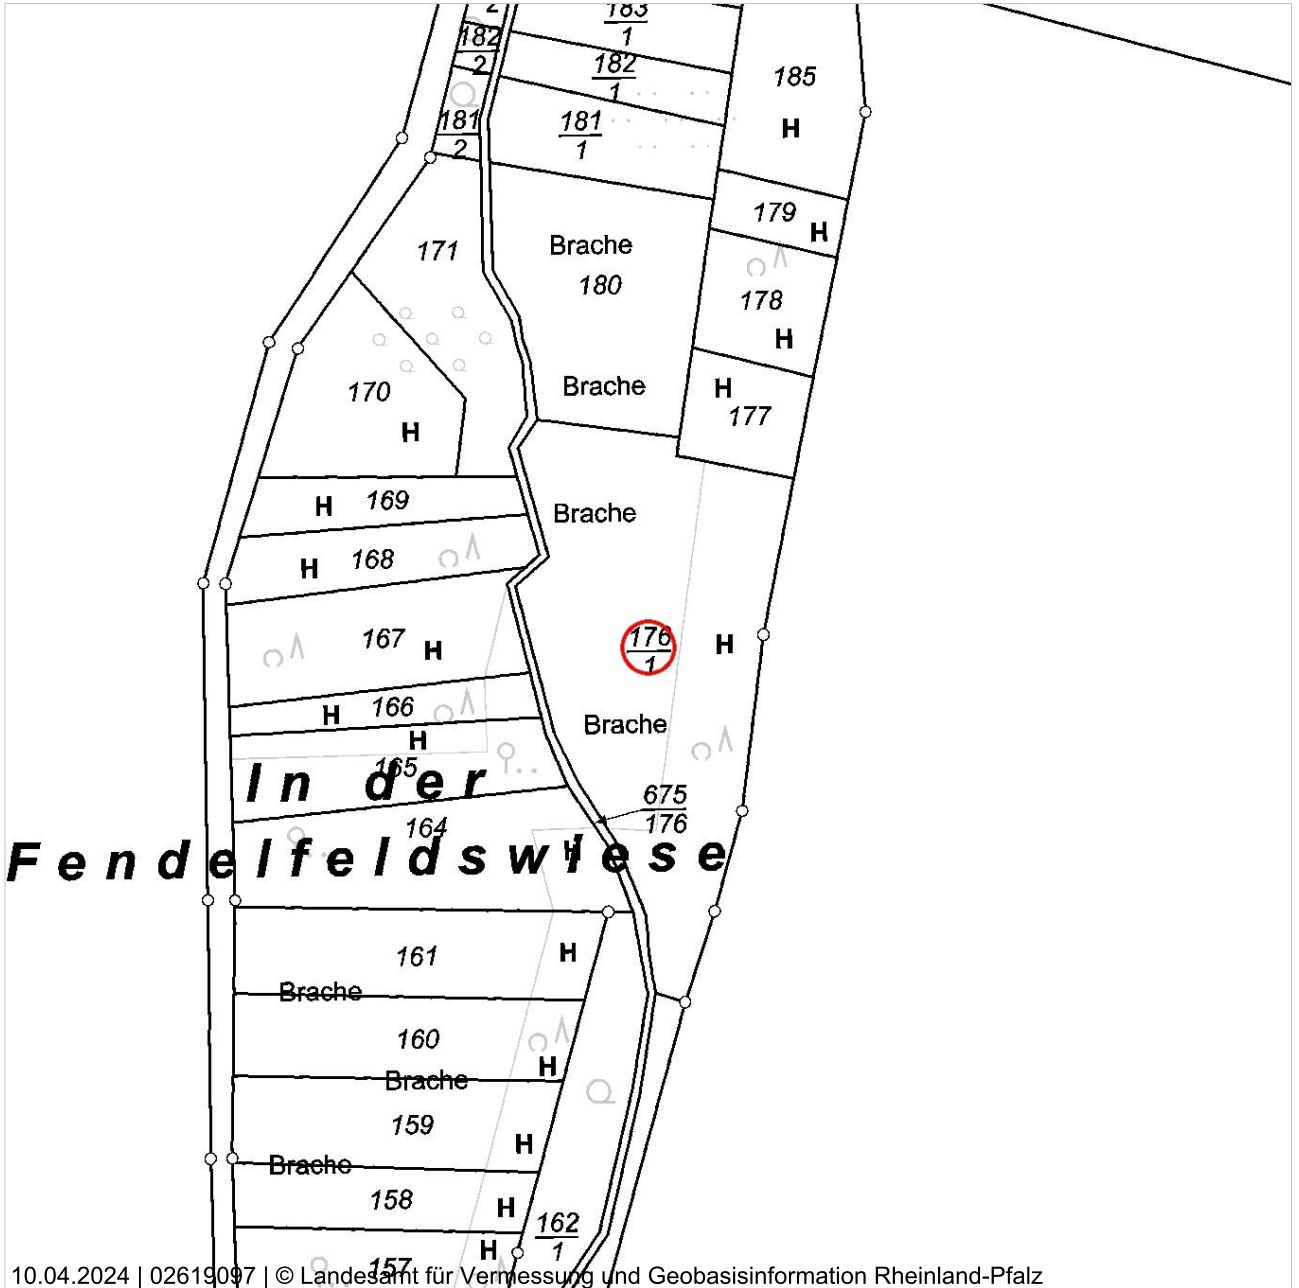 2
183
1
182
2
182
1
185
H
181
2
181
1
179
H
171
Brache
180
178
H
Brache
H
177
170
H
H 169
Brache
H 168
167 H
176
1
H
H 166
Brache
H
165
In der
675
176
164
H
Fendelfeldswiese
161 H
Brache
160
H
Brache
159
H
Brache
158 H
162
1
H
157
10.04.2024 | 02619097 | © Landesamt für Vermessung und Geobasisinformation Rheinland-Pfalz